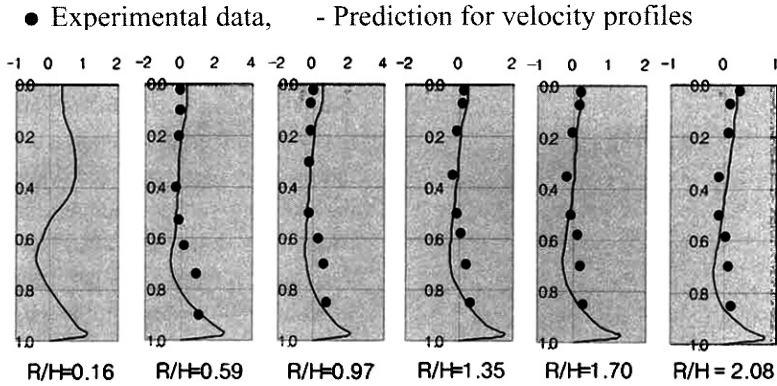 ● Experimental data, - Prediction for velocity profiles
-1 0 1 2 -2 0 2 4 -2 0 2 4 -1 0 1 2 -1 0 1 2 -1 0 1
0.0 0.0 0.0 0.0 0.0 0.0
0.2 0.2 0.2 0.2 0.2 0.2
0.4 0.4 0.4 0.4 0.4 0.4
0.6 0.6 0.6 0.6 0.6 0.6
0.8 0.8 0.8 0.8 0.8 0.8
1.0 1.0 1.0 1.0 1.0 1.0
R/H=0.16 R/H=0.59 R/H=0.97 R/H=1.35 R/H=1.70 R/H = 2.08